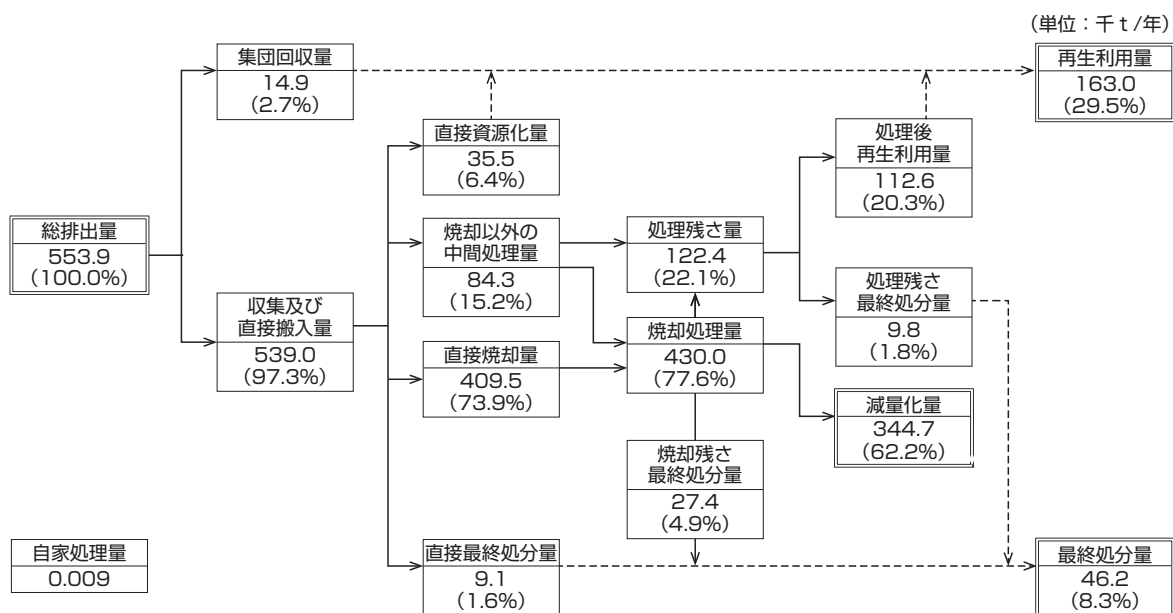 （単位：千ｔ/年）
集団回収量
14.9
（2.7%）
再生利用量
163.0
（29.5%）
直接資源化量
35.5
（6.4%）
処理後
再生利用量
112.6
（20.3%）
総排出量
553.9
（100.0%）
焼却以外の
中間処理量
84.3
（15.2%）
処理残さ量
122.4
（22.1%）
収集及び
直接搬入量
539.0
（97.3%）
処理残さ
最終処分量
9.8
（1.8%）
直接焼却量
409.5
（73.9%）
焼却処理量
430.0
（77.6%）
減量化量
344.7
（62.2%）
焼却残さ
最終処分量
27.4
（4.9%）
自家処理量
0.009
直接最終処分量
9.1
（1.6%）
最終処分量
46.2
（8.3%）